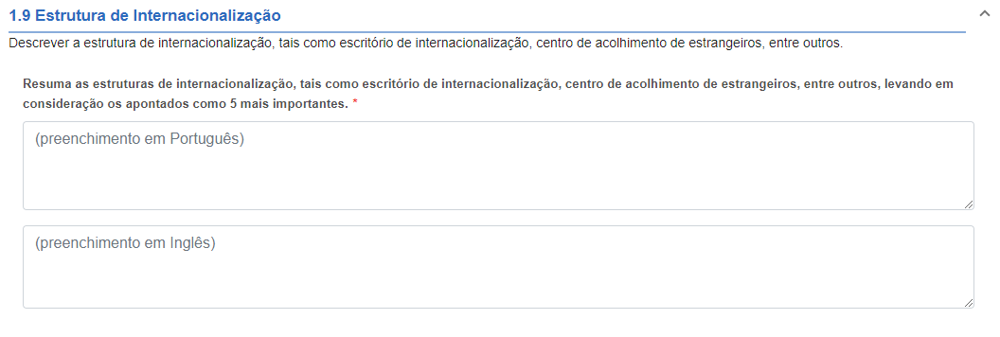 1.9 Estrutura de Internacionalização
Descrever a estrutura de internacionalização, tais como escritório de internacionalização, centro de acolhimento de estrangeiros, entre outros.
Resuma as estruturas de internacionalização, tais como escritório de internacionalização, centro de acolhimento de estrangeiros, entre outros, levando em
consideração os apontados como 5 mais importantes. *
(preenchimento em Português)
(preenchimento em Inglês)